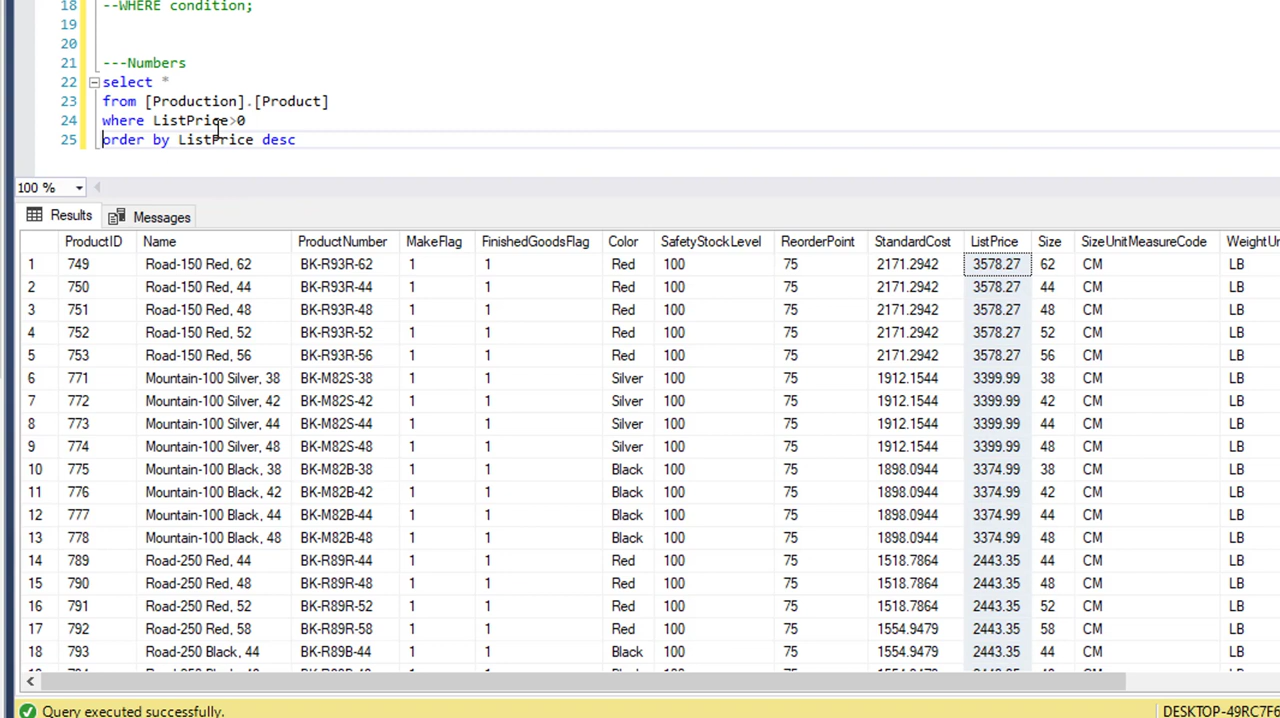 18 --WHERE condition;
19
20
21 ---Numbers
22 select *
23 from [Production].[Product]
24 where ListPrice>0
25 order by ListPrice desc
100 %
Results Messages
ProductID Name ProductNumber MakeFlag FinishedGoodsFlag Color SafetyStockLevel ReorderPoint StandardCost ListPrice Size SizeUnitMeasureCode WeightUn
1 749 Road-150 Red, 62 BK-R93R-62 1 1 Red 100 75 2171.2942 3578.27 62 CM LB
2 750 Road-150 Red, 44 BK-R93R-44 1 1 Red 100 75 2171.2942 3578.27 44 CM LB
3 751 Road-150 Red, 48 BK-R93R-48 1 1 Red 100 75 2171.2942 3578.27 48 CM LB
4 752 Road-150 Red, 52 BK-R93R-52 1 1 Red 100 75 2171.2942 3578.27 52 CM LB
5 753 Road-150 Red, 56 BK-R93R-56 1 1 Red 100 75 2171.2942 3578.27 56 CM LB
6 771 Mountain-100 Silver, 38 BK-M82S-38 1 1 Silver 100 75 1912.1544 3399.99 38 CM LB
7 772 Mountain-100 Silver, 42 BK-M82S-42 1 1 Silver 100 75 1912.1544 3399.99 42 CM LB
8 773 Mountain-100 Silver, 44 BK-M82S-44 1 1 Silver 100 75 1912.1544 3399.99 44 CM LB
9 774 Mountain-100 Silver, 48 BK-M82S-48 1 1 Silver 100 75 1912.1544 3399.99 48 CM LB
10 775 Mountain-100 Black, 38 BK-M82B-38 1 1 Black 100 75 1898.0944 3374.99 38 CM LB
11 776 Mountain-100 Black, 42 BK-M82B-42 1 1 Black 100 75 1898.0944 3374.99 42 CM LB
12 777 Mountain-100 Black, 44 BK-M82B-44 1 1 Black 100 75 1898.0944 3374.99 44 CM LB
13 778 Mountain-100 Black, 48 BK-M82B-48 1 1 Black 100 75 1898.0944 3374.99 48 CM LB
14 789 Road-250 Red, 44 BK-R89R-44 1 1 Red 100 75 1518.7864 2443.35 44 CM LB
15 790 Road-250 Red, 48 BK-R89R-48 1 1 Red 100 75 1518.7864 2443.35 48 CM LB
16 791 Road-250 Red, 52 BK-R89R-52 1 1 Red 100 75 1518.7864 2443.35 52 CM LB
17 792 Road-250 Red, 58 BK-R89R-58 1 1 Red 100 75 1554.9479 2443.35 58 CM LB
18 793 Road-250 Black, 44 BK-R89B-44 1 1 Black 100 75 1554.9479 2443.35 44 CM LB
Query executed successfully. DESKTOP-49RC7F6